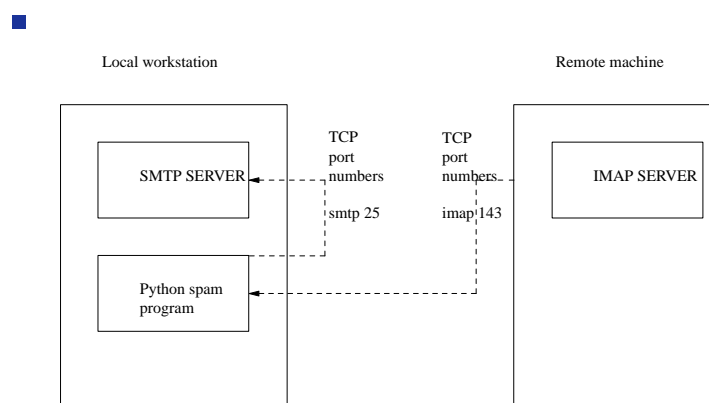 Local workstation
Remote machine
TCP
port
numbers
smtp 25
TCP
port
numbers
imap 143
SMTP SERVER
IMAP SERVER
Python spam
program